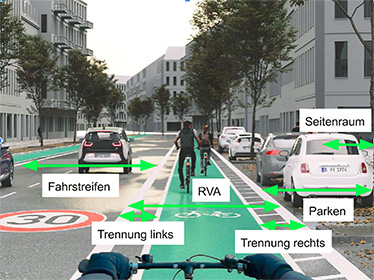 Seitenraum
Fahrstreifen
RVA
Parken
Trennung links
Trennung rechts
30